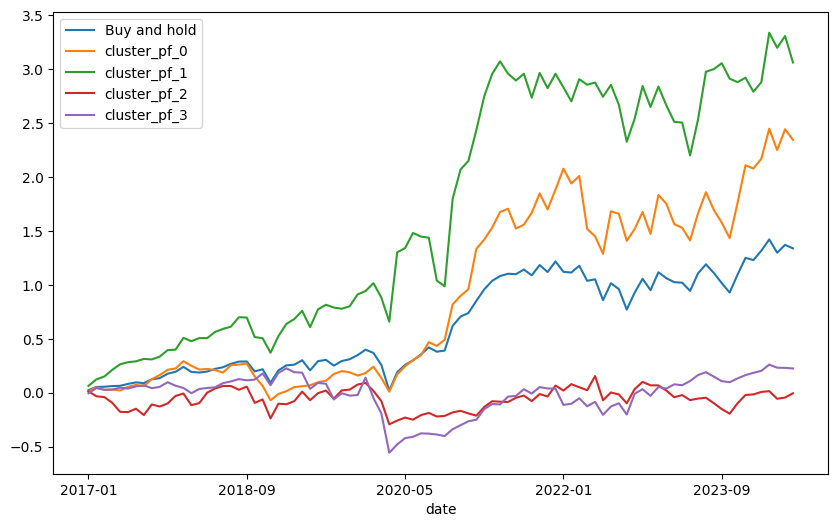 Buy and hold
cluster_pf_0
cluster_pf_1
cluster_pf_2
cluster_pf_3
3.5
3.0
2.5
2.0
1.5
1.0
0.5
0.0
−0.5
2017-01 2018-09 2020-05 2022-01 2023-09
date